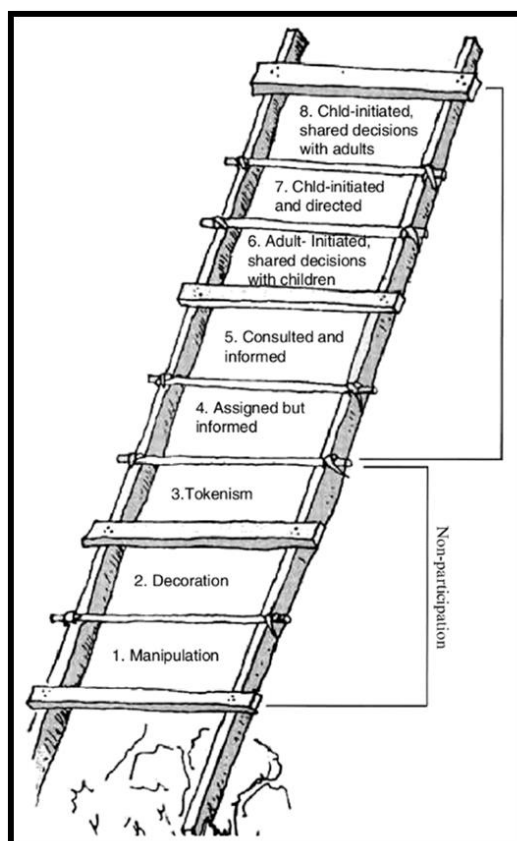 8. Chld-initiated,
shared decisions
with adults
7. Chld-initiated
and directed
6. Adult- Initiated,
shared decisions
with children
5. Consulted and
informed
4. Assigned but
informed
3.Tokenism
2. Decoration
1. Manipulation
Non-participation